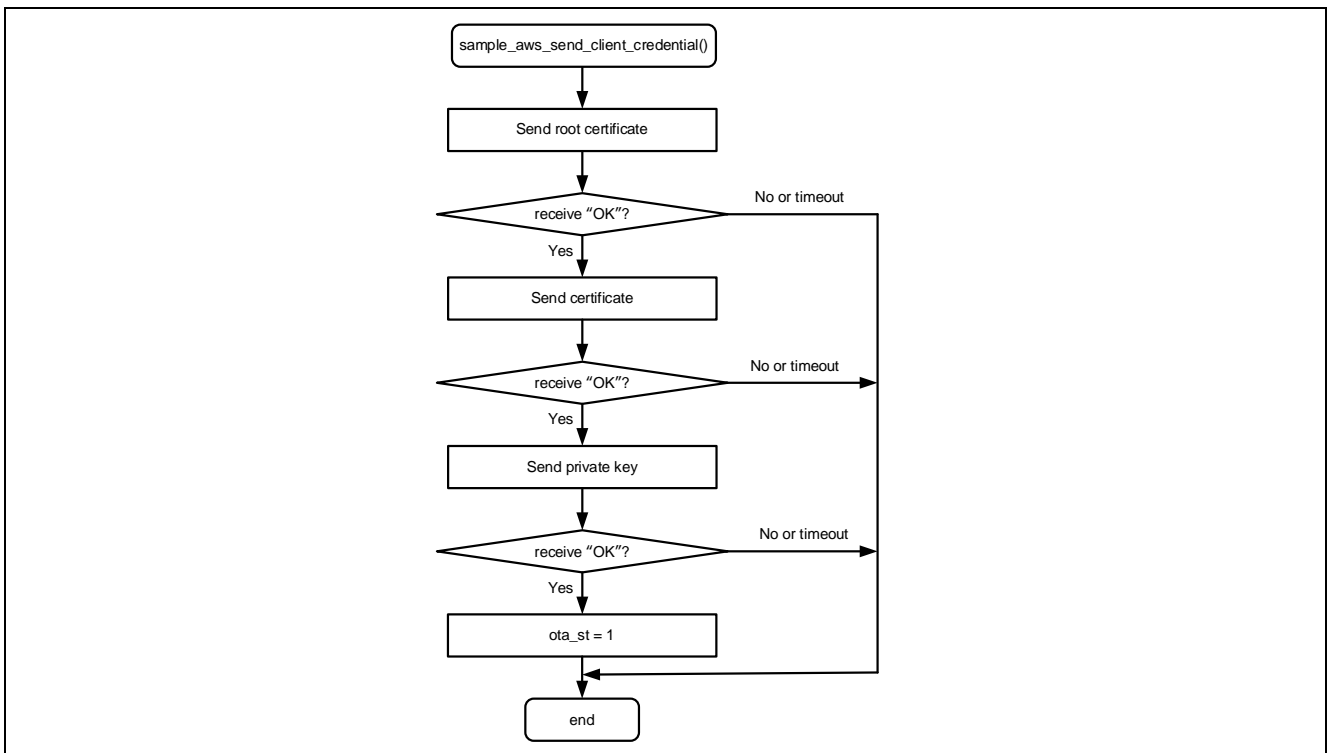 sample_aws_send_client_credential()
Send root certificate
receive “OK”?
No or timeout
Yes
Send certificate
receive “OK”?
No or timeout
Yes
Send private key
receive “OK”?
No or timeout
Yes
ota_st = 1
end